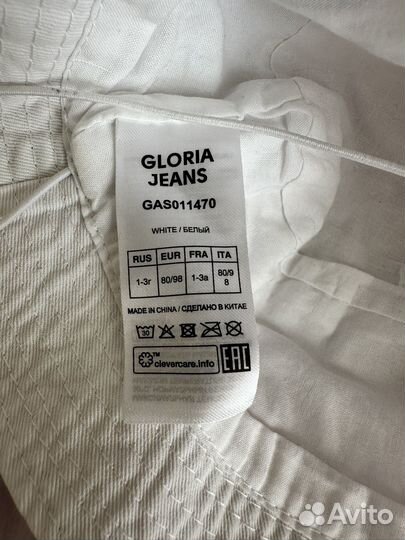 GLORIA
JEANS
GAS011470
WHITE / БЕЛЫЙ
RUS EUR FRA ITA
1-3г 80/98 1-3a 80/9
8
MADE IN CHINA / СДЕЛАНО В КИТАЕ
30
clevercare.info EAC
Avito